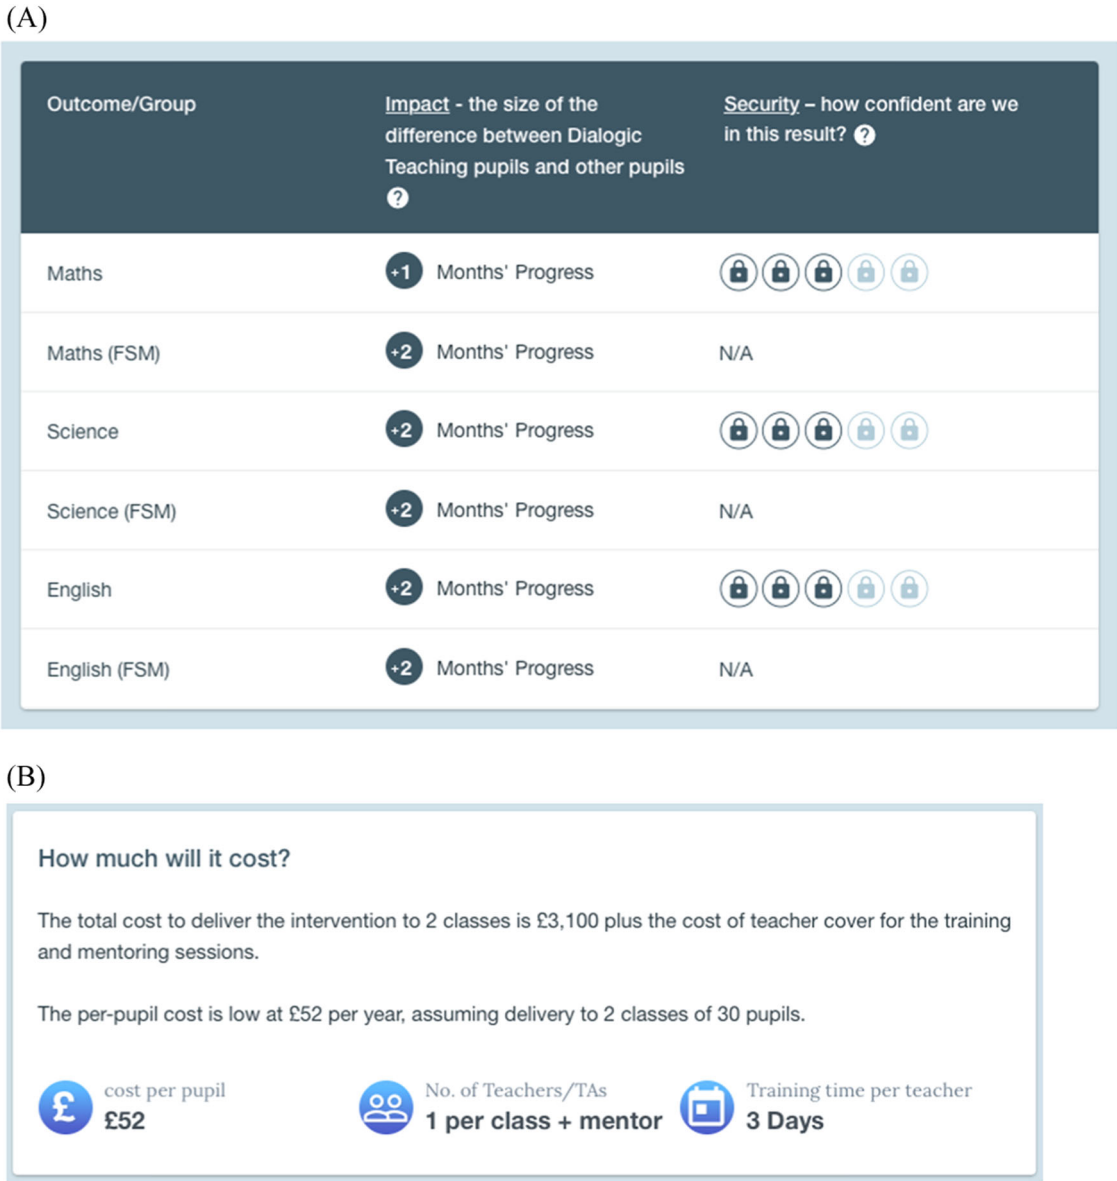 (A)
Outcome/Group
Impact - the size of the
difference between Dialogic
Teaching pupils and other pupils
?
Security – how confident are we
in this result? ?
Maths
+1 Months' Progress
Maths (FSM)
+2 Months' Progress
N/A
Science
+2 Months' Progress
Science (FSM)
+2 Months' Progress
N/A
English
+2 Months' Progress
English (FSM)
+2 Months' Progress
N/A
(B)
How much will it cost?
The total cost to deliver the intervention to 2 classes is £3,100 plus the cost of teacher cover for the training
and mentoring sessions.
The per-pupil cost is low at £52 per year, assuming delivery to 2 classes of 30 pupils.
£
cost per pupil
£52
No. of Teachers/TAs
1 per class + mentor
Training time per teacher
3 Days